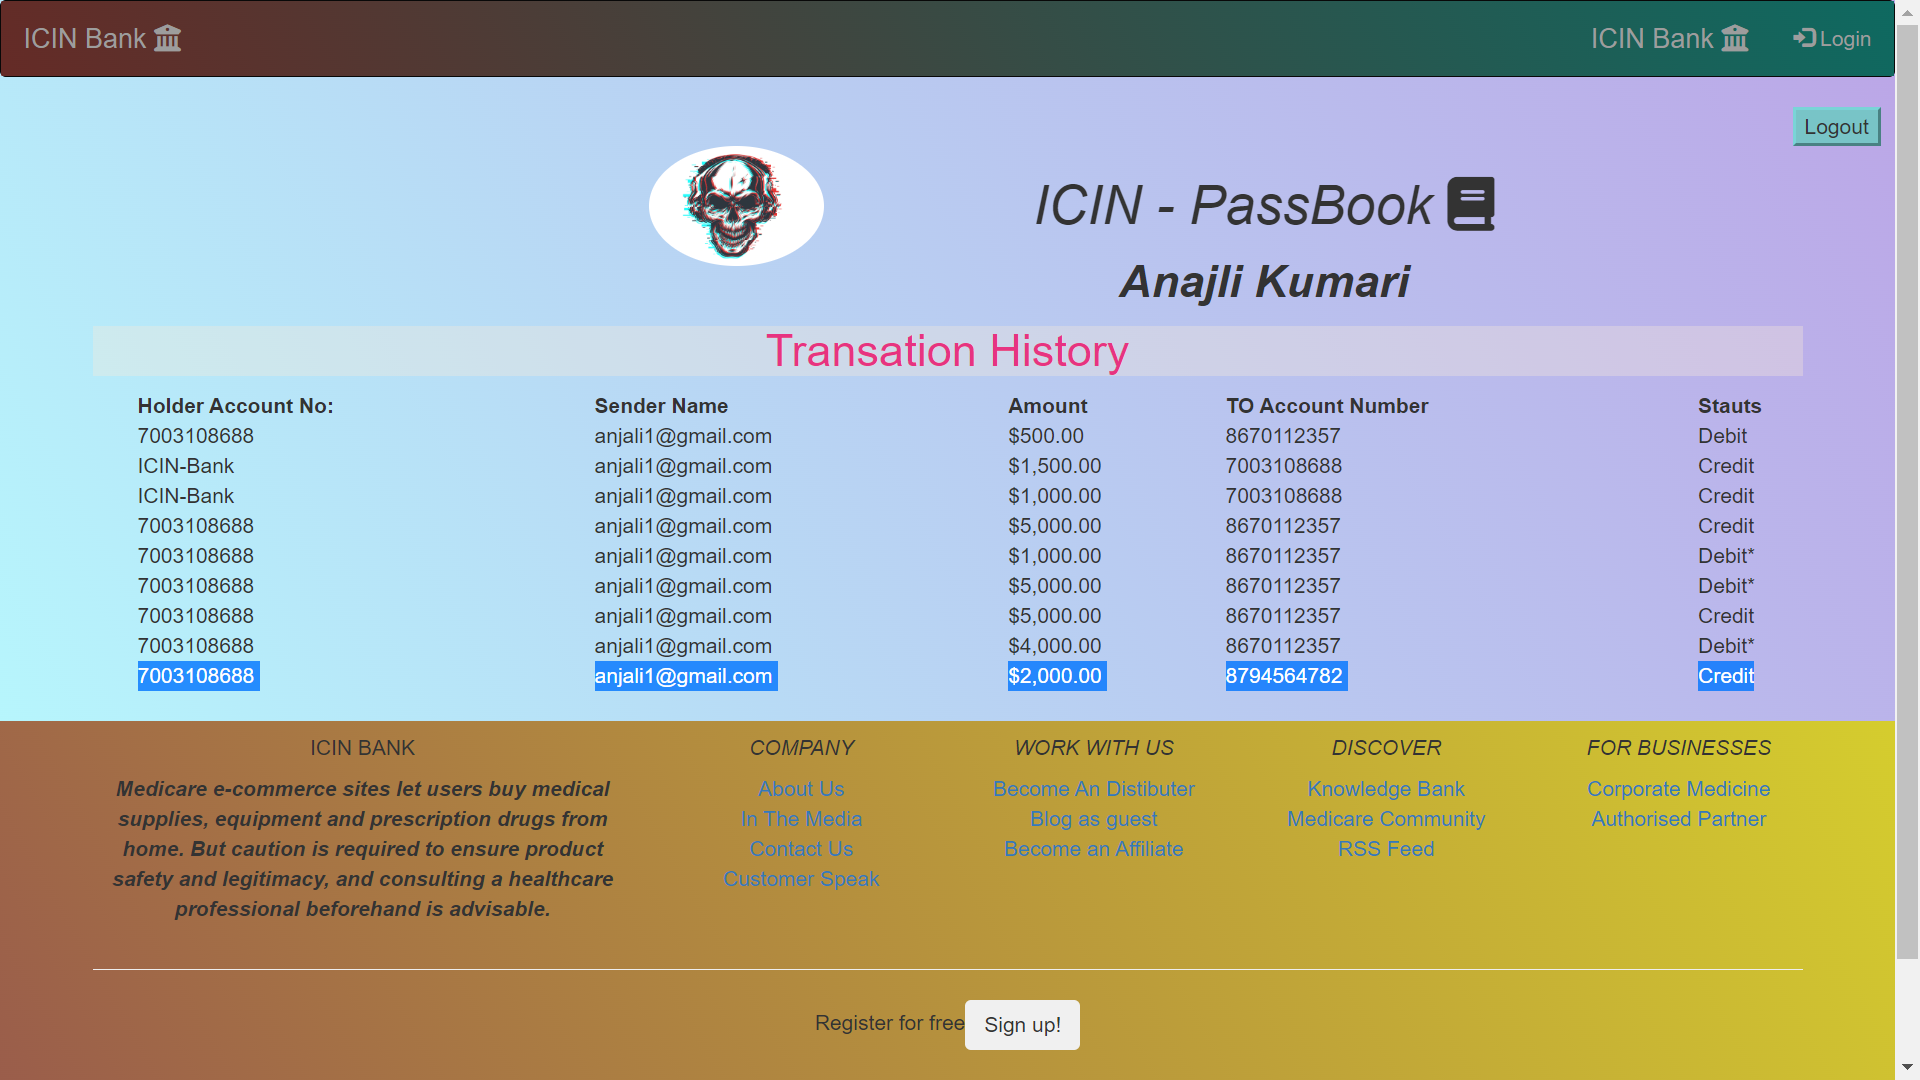 ICIN Bank ICIN Bank Login
Logout
ICIN - PassBook
Anajli Kumari
Transation History
Holder Account No: Sender Name Amount TO Account Number Stauts
7003108688 anjali1@gmail.com $500.00 8670112357 Debit
ICIN-Bank anjali1@gmail.com $1,500.00 7003108688 Credit
ICIN-Bank anjali1@gmail.com $1,000.00 7003108688 Credit
7003108688 anjali1@gmail.com $5,000.00 8670112357 Credit
7003108688 anjali1@gmail.com $1,000.00 8670112357 Debit*
7003108688 anjali1@gmail.com $5,000.00 8670112357 Debit*
7003108688 anjali1@gmail.com $5,000.00 8670112357 Credit
7003108688 anjali1@gmail.com $4,000.00 8670112357 Debit*
7003108688 anjali1@gmail.com $2,000.00 8794564782 Credit
ICIN BANK
Medicare e-commerce sites let users buy medical
supplies, equipment and prescription drugs from
home. But caution is required to ensure product
safety and legitimacy, and consulting a healthcare
professional beforehand is advisable.
COMPANY
About Us
In The Media
Contact Us
Customer Speak
WORK WITH US
Become An Distibuter
Blog as guest
Become an Affiliate
DISCOVER
Knowledge Bank
Medicare Community
RSS Feed
FOR BUSINESSES
Corporate Medicine
Authorised Partner
Register for free Sign up!